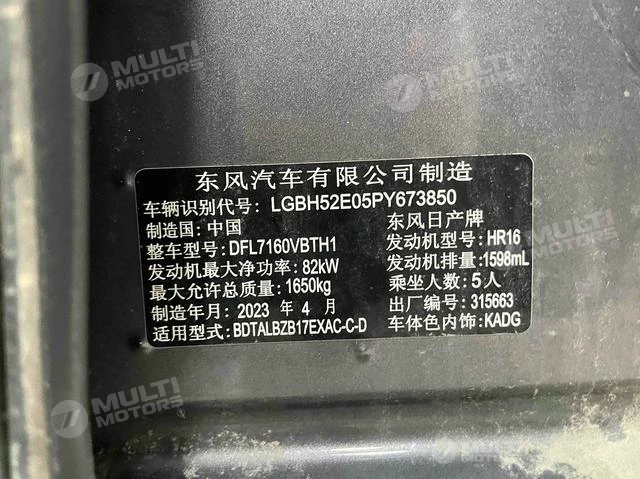 MULTI MOTORS
MULTI MOTORS
东风汽车有限公司制造
车辆识别代号: LGBH52E05PY673850
制造国: 中国 东风日产牌
整车型号: DFL7160VBTH1 发动机型号: HR16
发动机最大净功率: 82kW 发动机排量: 1598mL
最大允许总质量: 1650kg 乘坐人数: 5人
制造年月: 2023 年 4 月 出厂编号: 315663
适用型式: BDTALBZB17EXAC-C-D 车体色内饰: KADG
MULTI MOTORS
MULTI MOTORS